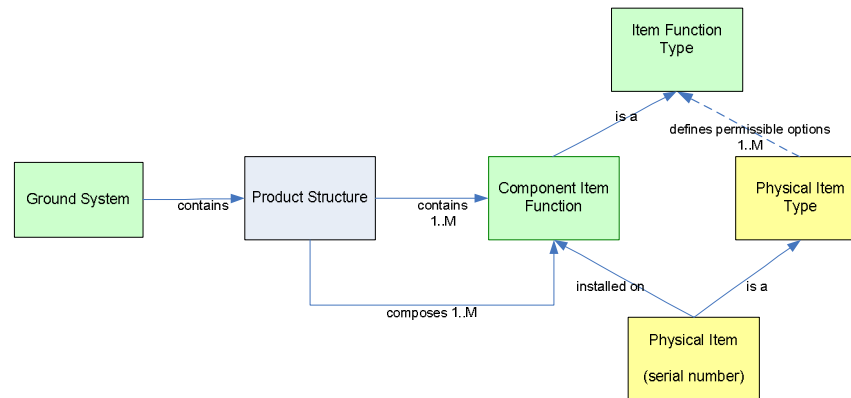 Item Function
Type
is a
defines permissible options
1..M
Ground System
contains
Product Structure
contains
1..M
Component Item
Function
Physical Item
Type
composes 1..M
installed on
is a
Physical Item
(serial number)